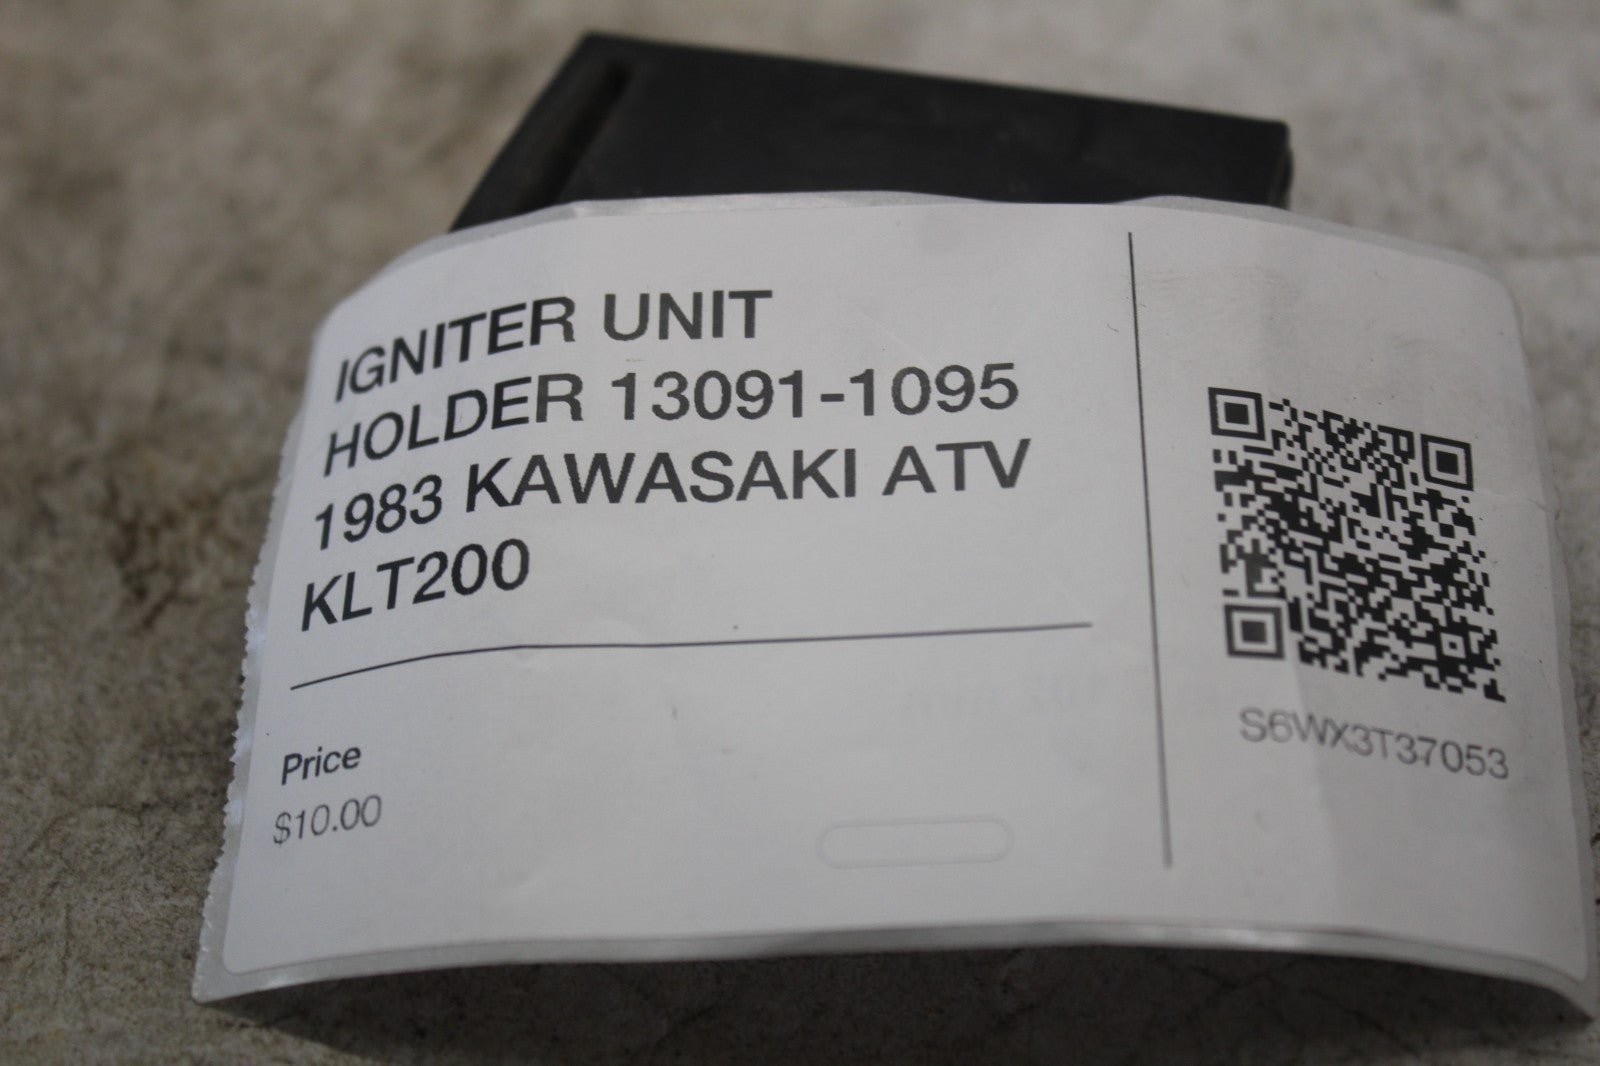 IGNITER UNIT
HOLDER 13091-1095
1983 KAWASAKI ATV
KLT200
Price
$10.00
S6WX3T37053